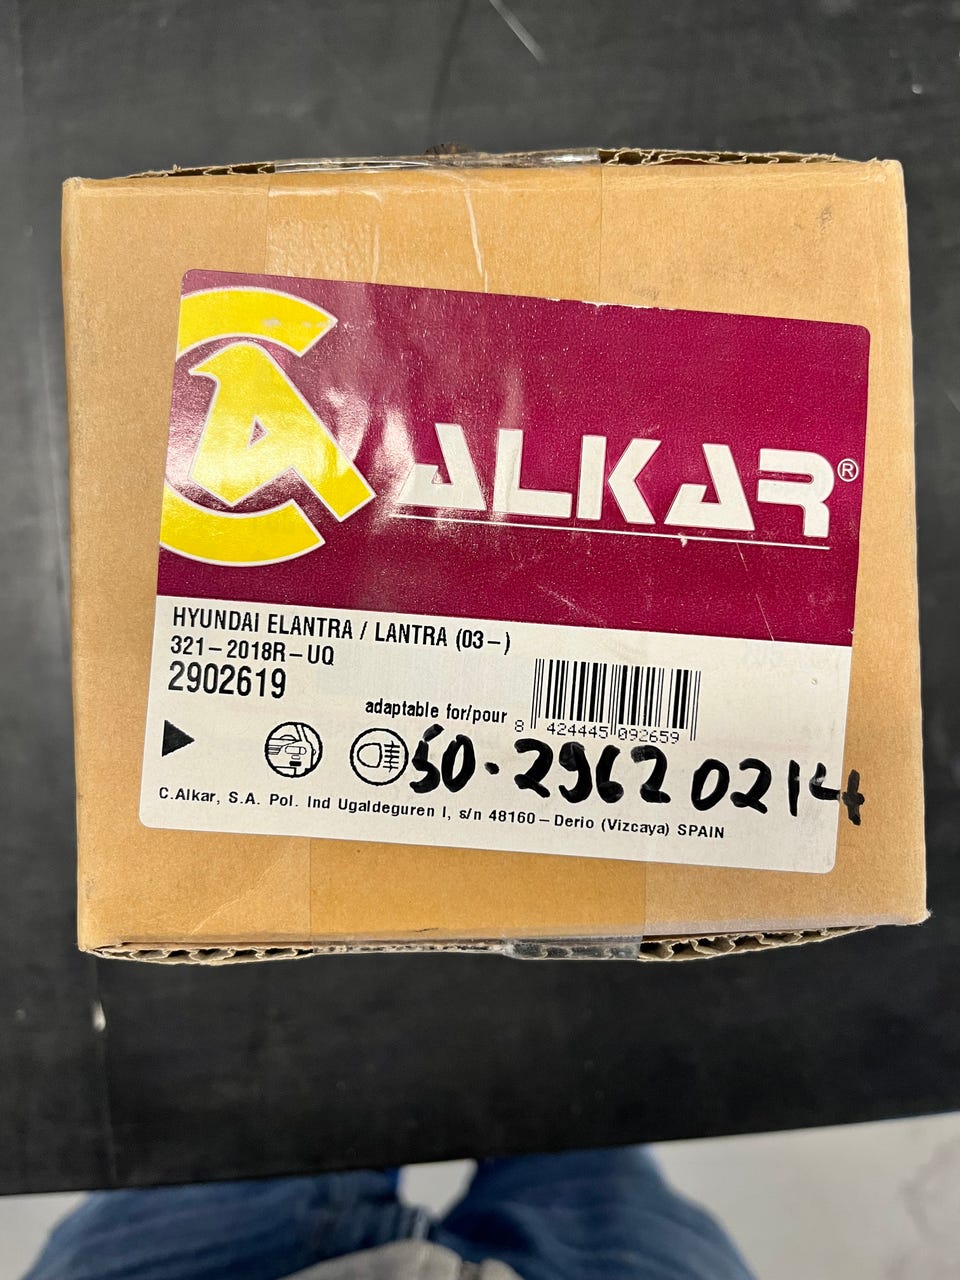 ALKAR®
HYUNDAI ELANTRA / LANTRA (03-)
321-2018R-UQ
2902619
adaptable for/pour
8 424445 092659
50.29620214
C.Alkar, S.A. Pol. Ind Ugaldeguren I, s/n 48160-Derio (Vizcaya) SPAIN